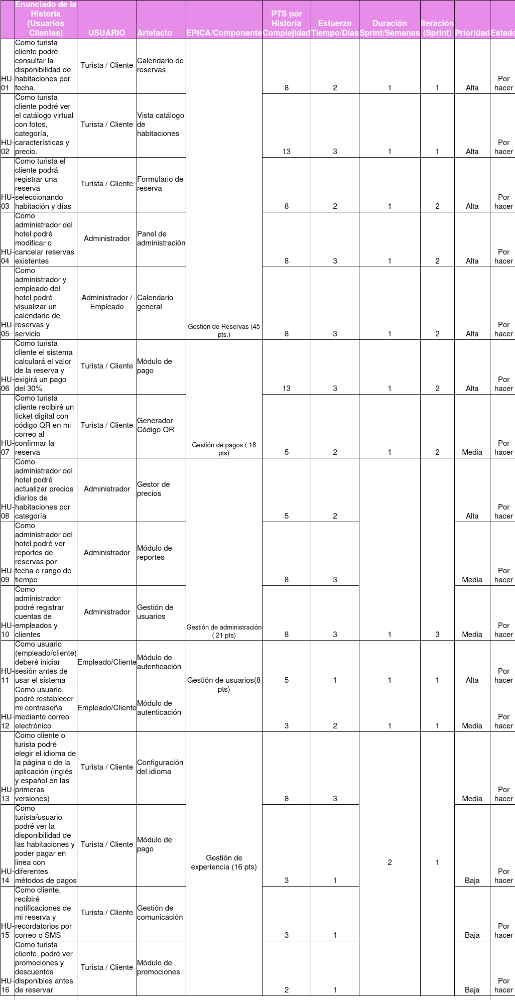 Enunciado de la
Historia
(Usuarios
Clientes)
USUARIO
Artefacto
EPICA/Componente
PTS por
Historia
Complejidad
Esfuerzo
Tiempo/Días
Duración
Sprint/Semanas
Iteración
(Sprint)
Prioridad
Estado
HU-
01
Como turista
cliente podré
consultar la
disponibilidad de
habitaciones por
fecha.
Turista / Cliente
Calendario de
reservas
Gestión de Reservas (45
pts.)
8
2
1
1
Alta
Por
hacer
HU-
02
Como turista
cliente podré ver
el catálogo virtual
con fotos,
categoría,
características y
precio.
Turista / Cliente
Vista catálogo
de
habitaciones
13
3
1
1
Alta
Por
hacer
HU-
03
Como turista el
cliente podrá
registrar una
reserva
seleccionando
habitación y días
Turista / Cliente
Formulario de
reserva
8
2
1
2
Alta
Por
hacer
HU-
04
Como
administrador del
hotel podré
modificar o
cancelar reservas
existentes
Administrador
Panel de
administración
8
3
1
2
Alta
Por
hacer
HU-
05
Como
administrador y
empleado del
hotel podré
visualizar un
calendario de
reservas y
servicio
Administrador /
Empleado
Calendario
general
8
3
1
2
Alta
Por
hacer
HU-
06
Como turista
cliente el sistema
calculará el valor
de la reserva y
exigirá un pago
del 30%
Turista / Cliente
Módulo de
pago
Gestión de pagos ( 18
pts)
13
3
1
2
Alta
Por
hacer
HU-
07
Como turista
cliente recibiré un
ticket digital con
código QR en mi
correo al
confirmar la
reserva
Turista / Cliente
Generador
Código QR
5
2
1
2
Media
Por
hacer
HU-
08
Como
administrador del
hotel podré
actualizar precios
diarios de
habitaciones por
categoría
Administrador
Gestor de
precios
Gestión de administración
( 21 pts)
5
2
Alta
Por
hacer
HU-
09
Como
administrador del
hotel podré ver
reportes de
reservas por
fecha o rango de
tiempo
Administrador
Módulo de
reportes
8
3
Media
Por
hacer
HU-
10
Como
administrador
podré registrar
cuentas de
empleados y
clientes
Administrador
Gestión de
usuarios
8
3
1
3
Media
Por
hacer
HU-
11
Como usuario
(empleado/cliente)
deberé iniciar
sesión antes de
usar el sistema
Empleado/Cliente
Módulo de
autenticación
Gestión de usuarios(8
pts)
5
1
1
1
Alta
Por
hacer
HU-
12
Como usuario,
podré restablecer
mi contraseña
mediante correo
electrónico
Empleado/Cliente
Módulo de
autenticación
3
2
1
1
Media
Por
hacer
HU-
13
Como cliente o
turista podré
elegir el idioma de
la página o de la
aplicación (inglés
y español en las
primeras
versiones)
Turista / Cliente
Configuración
del idioma
Gestión de
experiencia (16 pts)
8
3
2
1
Media
Por
hacer
HU-
14
Como
turista/usuario
podré ver la
disponibilidad de
las habitaciones y
poder pagar en
linea con
diferentes
métodos de pagos
Turista / Cliente
Módulo de
pago
3
1
Baja
Por
hacer
HU-
15
Como cliente,
recibiré
notificaciones de
mi reserva y
recordatorios por
correo o SMS
Turista / Cliente
Gestión de
comunicación
3
1
Baja
Por
hacer
HU-
16
Como turista
cliente, podré ver
promociones y
descuentos
disponibles antes
de reservar
Turista / Cliente
Módulo de
promociones
2
1
Baja
Por
hacer